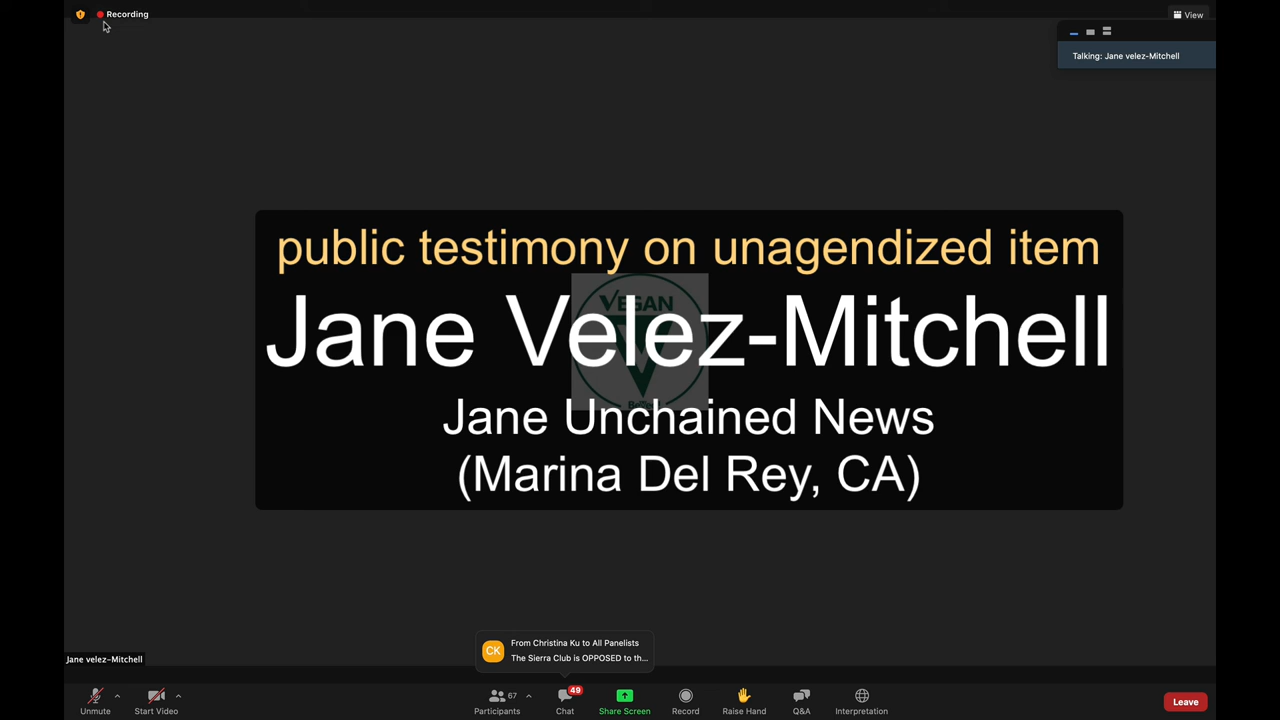 Recording
View
Talking: Jane velez-Mitchell
public testimony on unagendized item
Jane Velez-Mitchell
VEGAN
Jane Unchained News
(Marina Del Rey, CA)
From Christina Ku to All Panelists
CK
The Sierra Club is OPPOSED to th...
Jane velez-Mitchell
67
49
Unmute
Start Video
Participants
Chat
Share Screen
Record
Raise Hand
Q&A
Interpretation
Leave